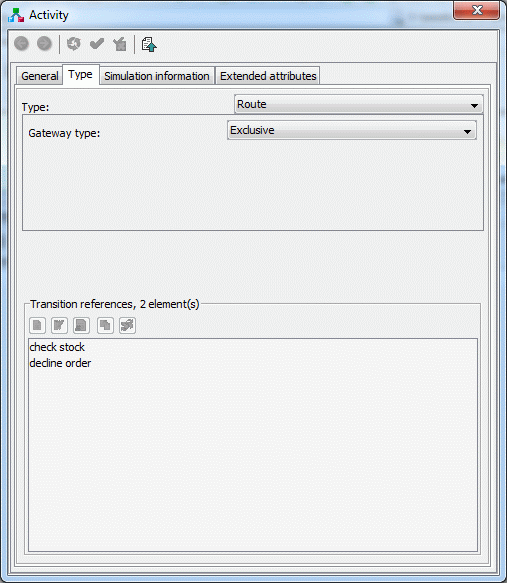 Activity
General Type Simulation information Extended attributes
Type: Route
Gateway type: Exclusive
Transition references, 2 element(s)
check stock
decline order